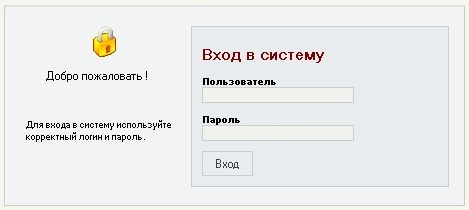 Добро пожаловать !
Для входа в систему используйте
корректный логин и пароль.
Вход в систему
Пользователь
Пароль
Вход